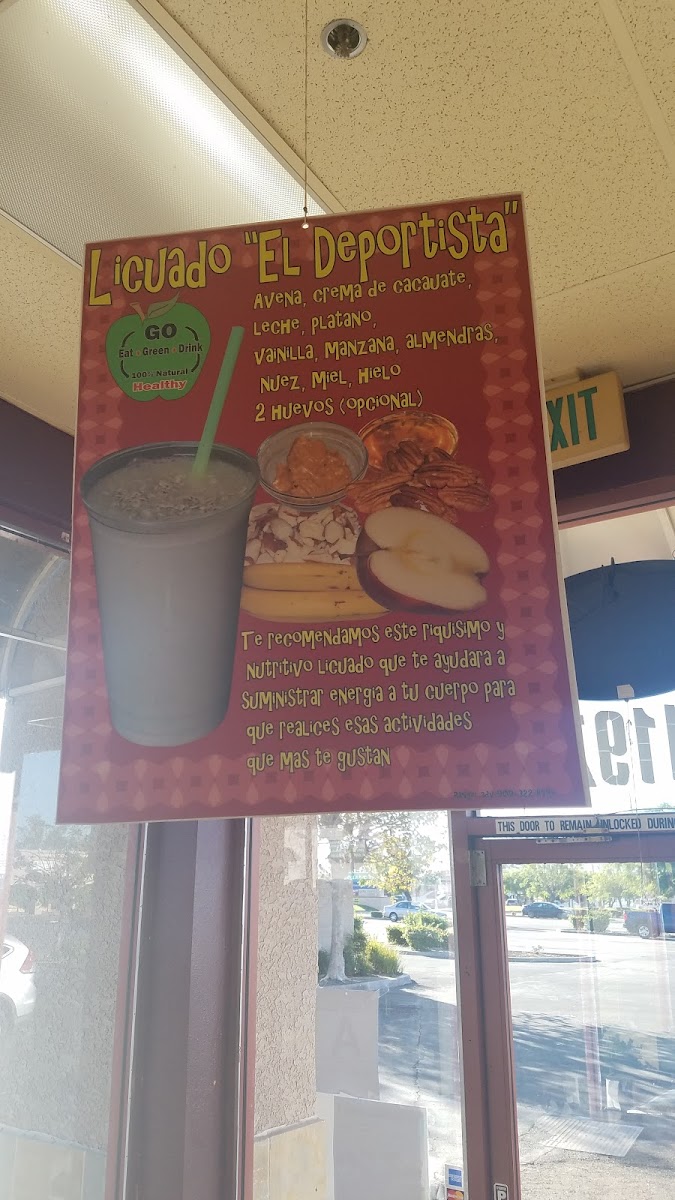 Licuado "El Deportista"
Avena, crema de cacauate,
Leche, Platano,
Vainilla, Manzana, almendras,
Nuez, Miel, Hielo
2 Huevos (opcional)
GO
Eat Green Drink
100% Natural
Healthy
EXIT
Te recomendamos este riquisimo y
Nutritivo Licuado que te ayudara a
suministrar energia a tu cuerpo para
que realices esas actividades
que mas te gustan
THIS DOOR TO REMAIN UNLOCKED DURING